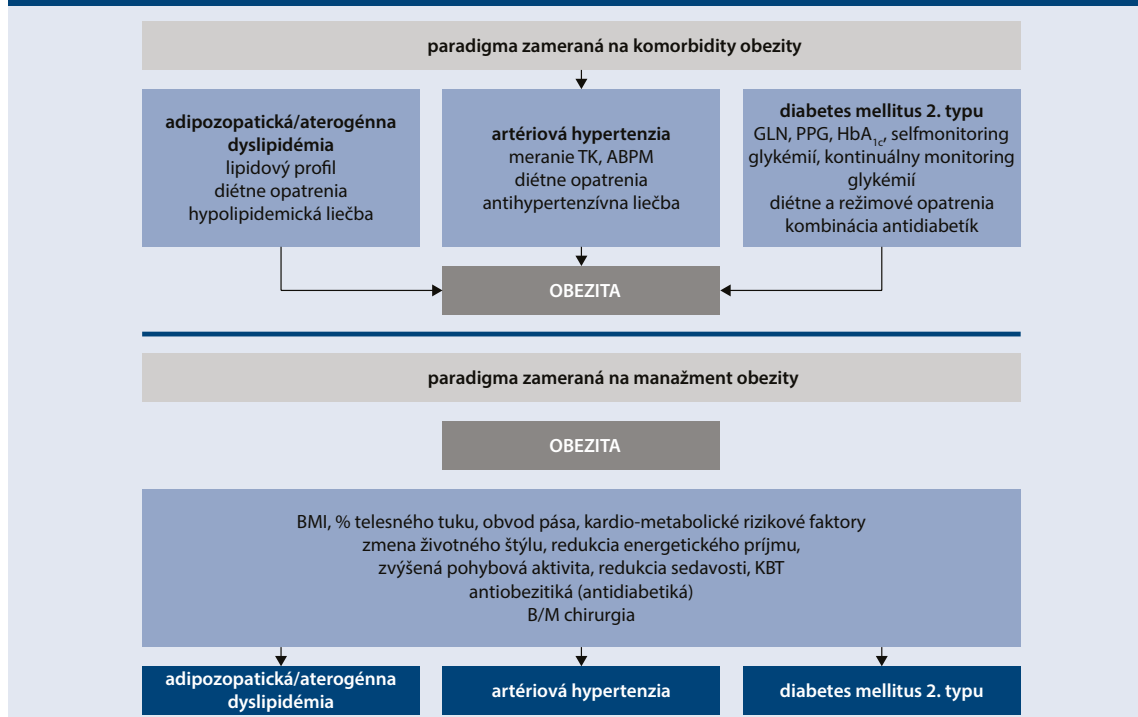 paradigma zameraná na komorbidity obezity
adipozopatická/aterogénna
dyslipidémia
lipidový profil
diétne opatrenia
hypolipidemická liečba
artériová hypertenzia
meranie TK, ABPM
diétne opatrenia
antihypertenzívna liečba
diabetes mellitus 2. typu
GLN, PPG, HbA1c, selfmonitoring
glykémií, kontinuálny monitoring
glykémií
diétne a režimové opatrenia
kombinácia antidiabetík
OBEZITA
paradigma zameraná na manažment obezity
OBEZITA
BMI, % telesného tuku, obvod pása, kardio-metabolické rizikové faktory
zmena životného štýlu, redukcia energetického príjmu,
zvýšená pohybová aktivita, redukcia sedavosti, KBT
antiobezitiká (antidiabetiká)
B/M chirurgia
adipozopatická/aterogénna
dyslipidémia
artériová hypertenzia
diabetes mellitus 2. typu